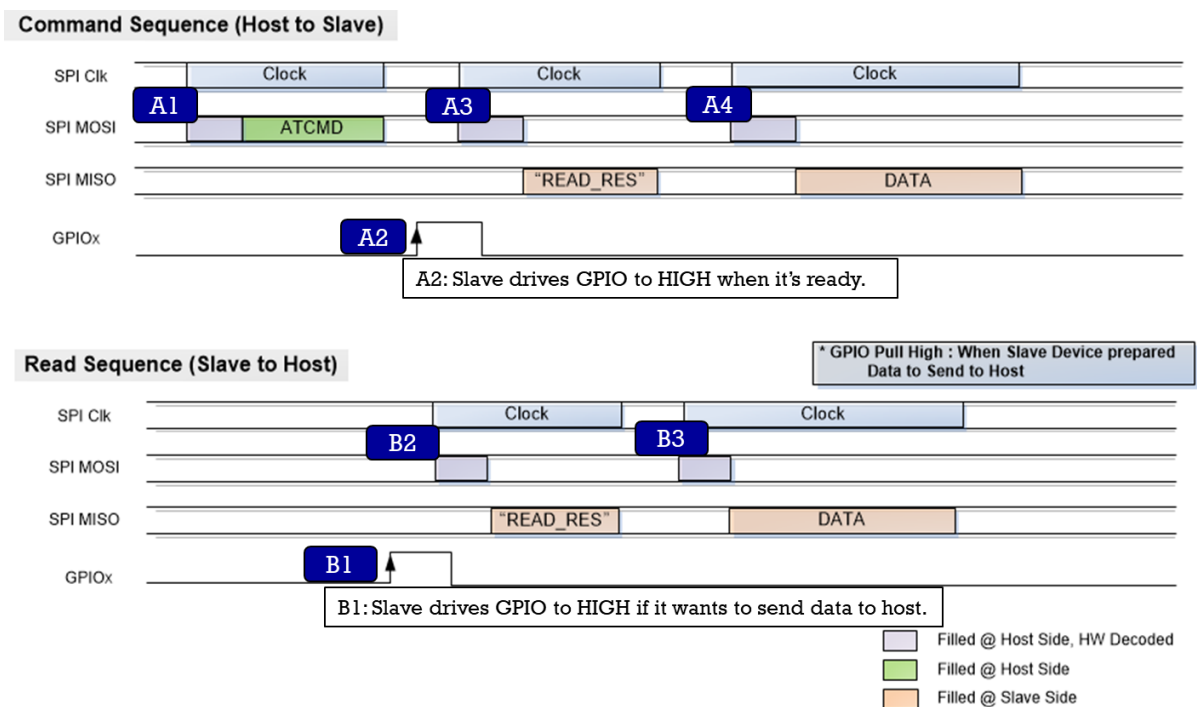 Command Sequence (Host to Slave)
SPI Clk
Clock
Clock
Clock
A1
A3
A4
SPI MOSI
ATCMD
SPI MISO
“READ_RES”
DATA
GPIOx
A2
A2: Slave drives GPIO to HIGH when it’s ready.
Read Sequence (Slave to Host)
* GPIO Pull High : When Slave Device prepared
Data to Send to Host
SPI Clk
Clock
Clock
B2
B3
SPI MOSI
SPI MISO
“READ_RES”
DATA
GPIOx
B1
B1: Slave drives GPIO to HIGH if it wants to send data to host.
Filled @ Host Side, HW Decoded
Filled @ Host Side
Filled @ Slave Side